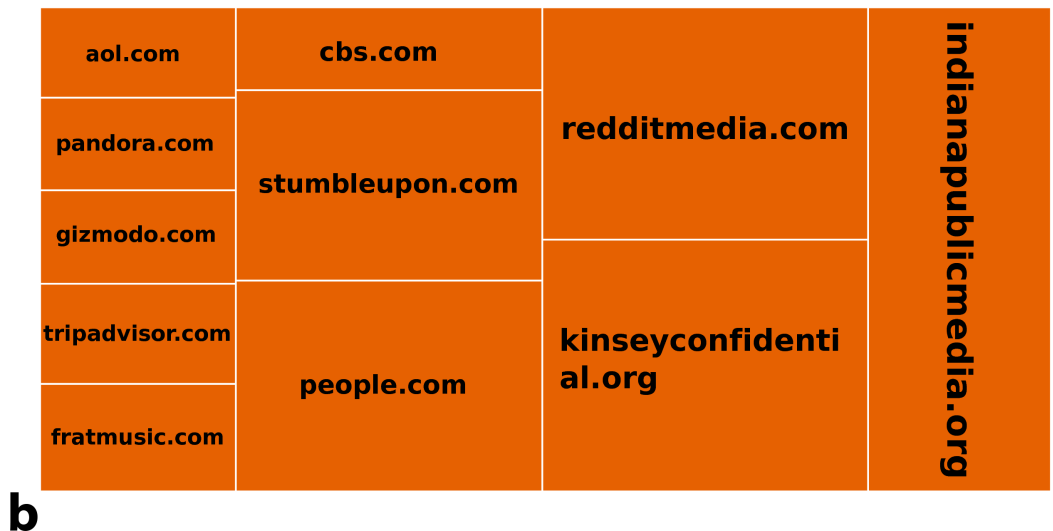 aol.com
pandora.com
gizmodo.com
tripadvisor.com
fratmusic.com
cbs.com
stumbleupon.com
people.com
redditmedia.com
kinseyconfidenti
al.org
indianapublicmedia.org
b